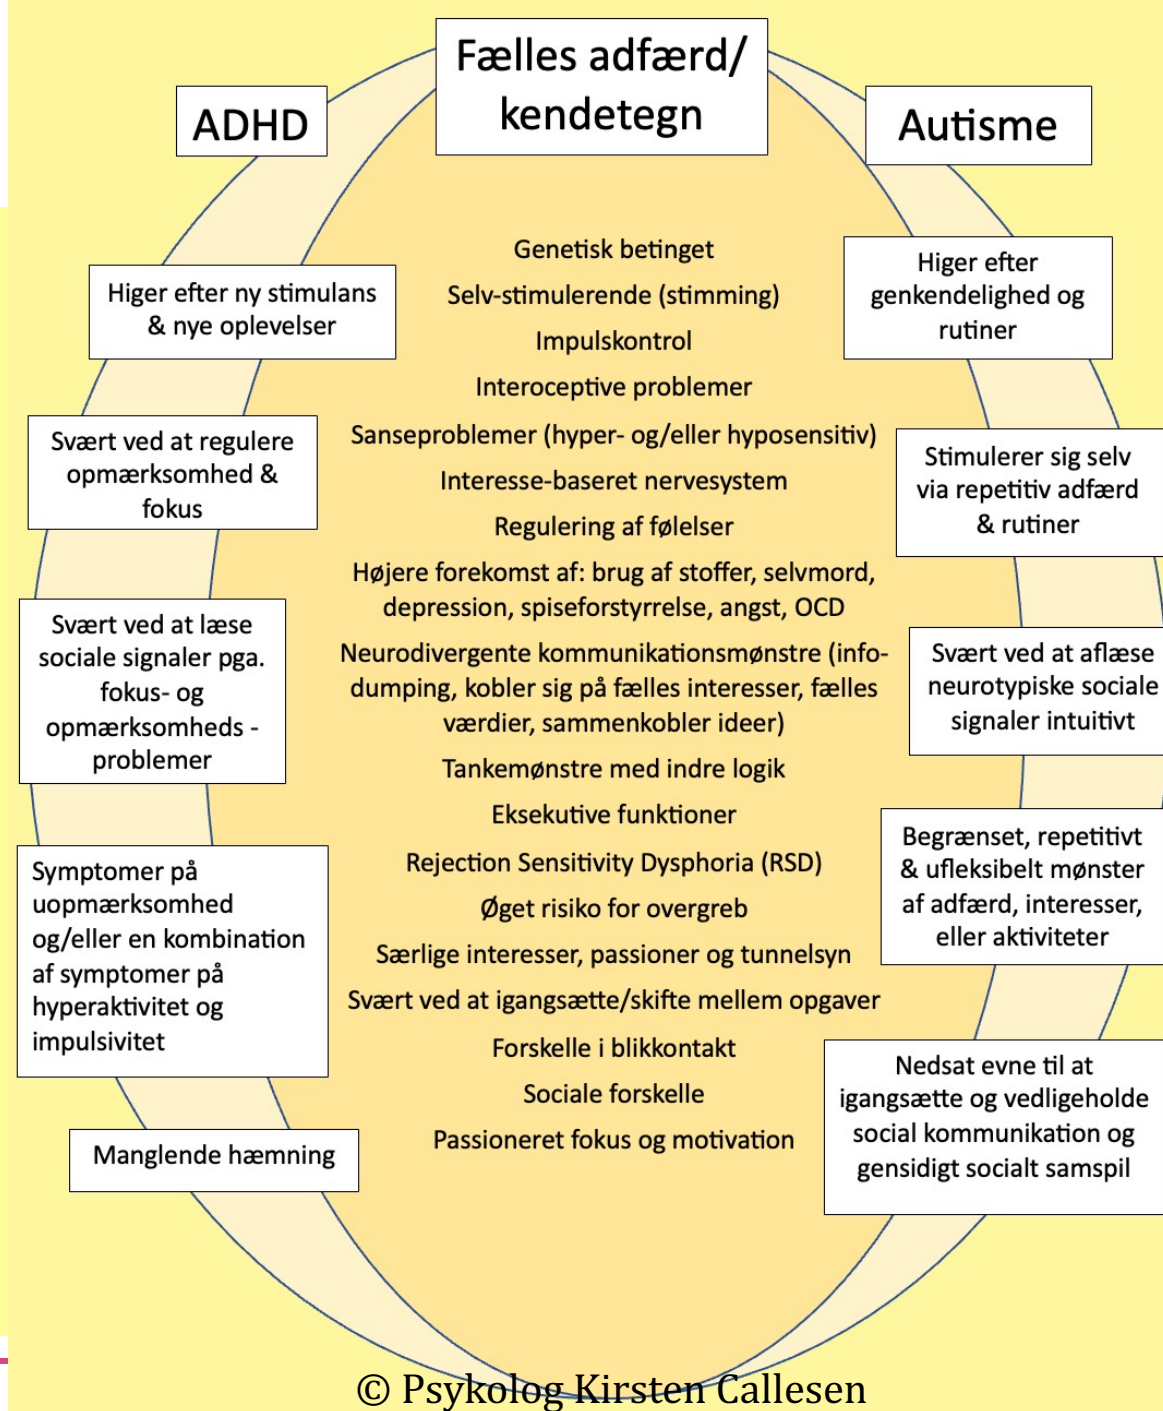 Fælles adfærd/
kendetegn
ADHD
Autisme
Higer efter ny stimulans
& nye oplevelser
Svært ved at regulere
opmærksomhed &
fokus
Svært ved at læse
sociale signaler pga.
fokus- og
opmærksomheds -
problemer
Symptomer på
uopmærksomhed
og/eller en kombination
af symptomer på
hyperaktivitet og
impulsivitet
Manglende hæmning
Genetisk betinget
Selv-stimulerende (stimming)
Impulskontrol
Interoceptive problemer
Sanseproblemer (hyper- og/eller hyposensitiv)
Interesse-baseret nervesystem
Regulering af følelser
Højere forekomst af: brug af stoffer, selvmord,
depression, spiseforstyrrelse, angst, OCD
Neurodivergente kommunikationsmønstre (info-
dumping, kobler sig på fælles interesser, fælles
værdier, sammenkobler ideer)
Tankemønstre med indre logik
Eksekutive funktioner
Rejection Sensitivity Dysphoria (RSD)
Øget risiko for overgreb
Særlige interesser, passioner og tunnelsyn
Svært ved at igangsætte/skifte mellem opgaver
Forskelle i blikkontakt
Sociale forskelle
Passioneret fokus og motivation
Higer efter
genkendelighed og
rutiner
Stimulerer sig selv
via repetitiv adfærd
& rutiner
Svært ved at aflæse
neurotypiske sociale
signaler intuitivt
Begrænset, repetitivt
& ufleksibelt mønster
af adfærd, interesser,
eller aktiviteter
Nedsat evne til at
igangsætte og vedligeholde
social kommunikation og
gensidigt socialt samspil
© Psykolog Kirsten Callesen